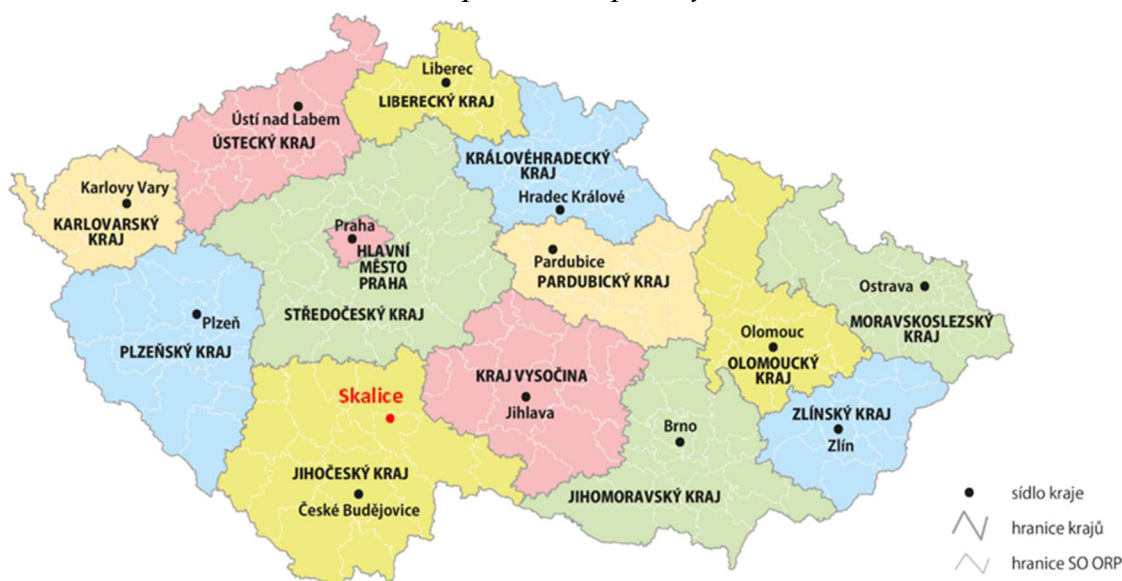 Liberec
LIBERECKÝ KRAJ
Ústí nad Labem
ÚSTECKÝ KRAJ
KRÁLOVÉHRADECKÝ
KRAJ
Hradec Králové
Karlovy Vary
KARLOVARSKÝ
KRAJ
Praha
HLAVNÍ
MĚSTO
PRAHA
Pardubice
PARDUBICKÝ KRAJ
Ostrava
MORAVSKOSLEZSKÝ
KRAJ
STŘEDOČESKÝ KRAJ
Plzeň
PLZEŇSKÝ KRAJ
Olomouc
OLOMOUCKÝ
KRAJ
KRAJ VYSOČINA
Jihlava
Skalice
Brno
ZLÍNSKÝ KRAJ
Zlín
JIHOČESKÝ KRAJ
České Budějovice
JIHOMORAVSKÝ KRAJ
sídlo kraje
hranice krajů
hranice SO ORP